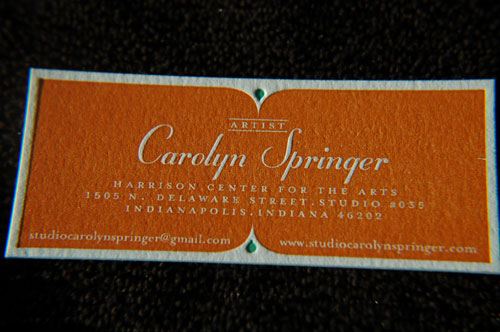 ARTIST
Carolyn Springer
HARRISON CENTER FOR THE ARTS
1505 N. DELAWARE STREET, STUDIO #035
INDIANAPOLIS, INDIANA 46202
studiocarolynspringer@gmail.com
www.studiocarolynspringer.com